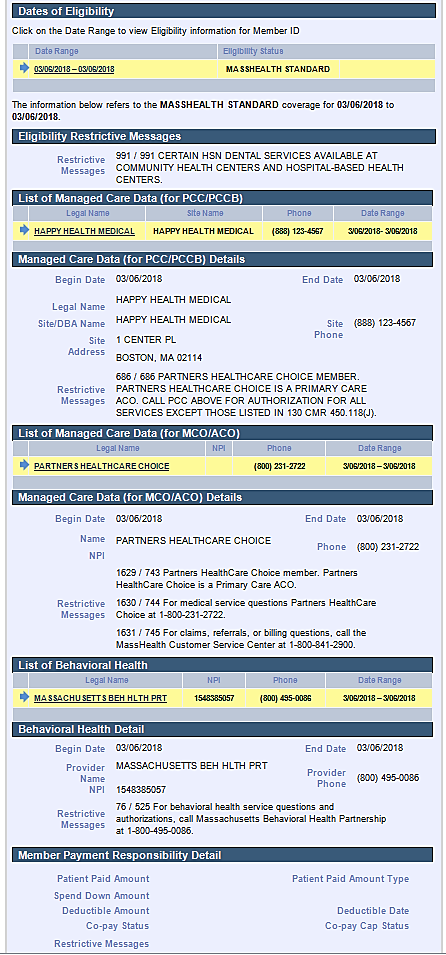 Dates of Eligibility
Click on the Date Range to view Eligibility information for Member ID
Date Range Eligibility Status
03/06/2018 – 03/06/2018 MASSHEALTH STANDARD
The information below refers to the MASSHEALTH STANDARD coverage for 03/06/2018 to
03/06/2018.
Eligibility Restrictive Messages
Restrictive Messages 991 / 991 CERTAIN HSN DENTAL SERVICES AVAILABLE AT
COMMUNITY HEALTH CENTERS AND HOSPITAL-BASED HEALTH
CENTERS.
List of Managed Care Data (for PCC/PCCB)
Legal Name Site Name Phone Date Range
HAPPY HEALTH MEDICAL HAPPY HEALTH MEDICAL (888) 123-4567 3/06/2018- 3/06/2018
Managed Care Data (for PCC/PCCB) Details
Begin Date 03/06/2018 End Date 03/06/2018
Legal Name HAPPY HEALTH MEDICAL
Site/DBA Name HAPPY HEALTH MEDICAL Site Phone (888) 123-4567
Site Address 1 CENTER PL
BOSTON, MA 02114
Restrictive Messages 686 / 686 PARTNERS HEALTHCARE CHOICE MEMBER.
PARTNERS HEALTHCARE CHOICE IS A PRIMARY CARE
ACO. CALL PCC ABOVE FOR AUTHORIZATION FOR ALL
SERVICES EXCEPT THOSE LISTED IN 130 CMR 450.118(J).
List of Managed Care Data (for MCO/ACO)
Legal Name NPI Phone Date Range
PARTNERS HEALTHCARE CHOICE (800) 231-2722 3/06/2018 – 3/06/2018
Managed Care Data (for MCO/ACO) Details
Begin Date 03/06/2018 End Date 03/06/2018
Name PARTNERS HEALTHCARE CHOICE Phone (800) 231-2722
NPI
1629 / 743 Partners HealthCare Choice member. Partners
HealthCare Choice is a Primary Care ACO.
Restrictive Messages 1630 / 744 For medical service questions Partners HealthCare
Choice at 1-800-231-2722.
1631 / 745 For claims, referrals, or billing questions, call the
MassHealth Customer Service Center at 1-800-841-2900.
List of Behavioral Health
Legal Name NPI Phone Date Range
MASSACHUSETTS BEH HLTH PRT 1548385057 (800) 495-0086 3/06/2018 – 3/06/2018
Behavioral Health Detail
Begin Date 03/06/2018 End Date 03/06/2018
Provider Name MASSACHUSETTS BEH HLTH PRT Provider Phone (800) 495-0086
NPI 1548385057
Restrictive Messages 76 / 525 For behavioral health service questions and
authorizations, call Massachusetts Behavioral Health Partnership
at 1-800-495-0086.
Member Payment Responsibility Detail
Patient Paid Amount Patient Paid Amount Type
Spend Down Amount
Deductible Amount Deductible Date
Co-pay Status Co-pay Cap Status
Restrictive Messages